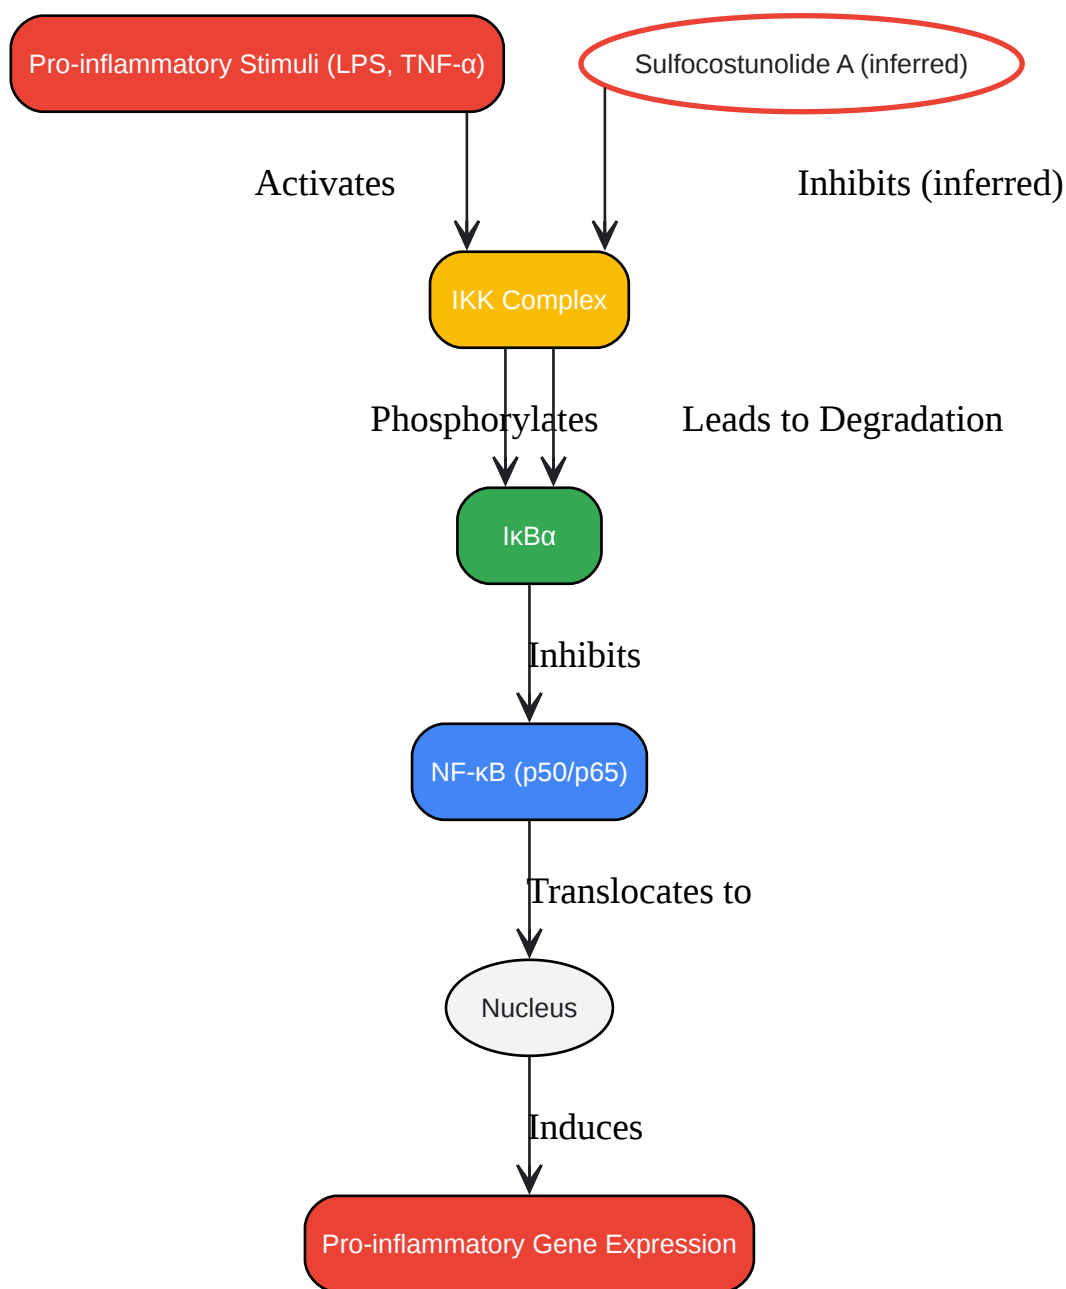 Pro-inflammatory Stimuli (LPS, TNF-α)
Sulfocostunolide A (inferred)
Activates
Inhibits (inferred)
IKK Complex
Phosphorylates
Leads to Degradation
IκBα
Inhibits
NF-κB (p50/p65)
Translocates to
Nucleus
Induces
Pro-inflammatory Gene Expression